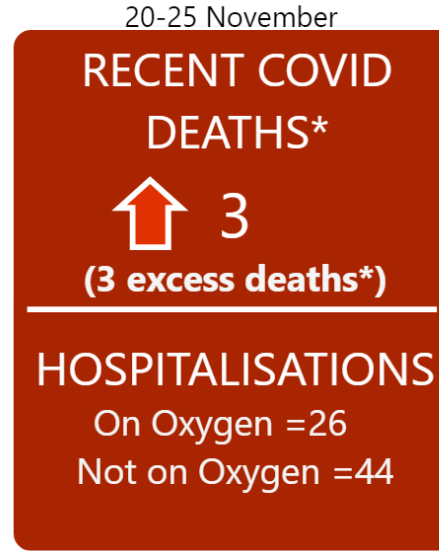 20-25 November
RECENT COVID
DEATHS*
3
(3 excess deaths*)
HOSPITALISATIONS
On Oxygen =26
Not on Oxygen =44